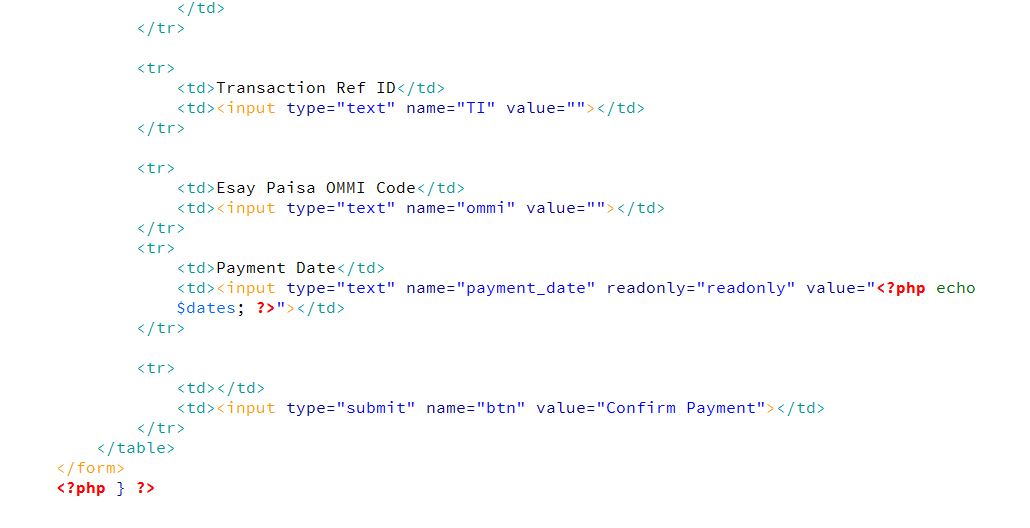 </td>
</tr>
<tr>
<td>Transaction Ref ID</td>
<td><input type="text" name="TI" value=""></td>
</tr>
<tr>
<td>Esay Paisa OMMI Code</td>
<td><input type="text" name="ommi" value=""></td>
</tr>
<tr>
<td>Payment Date</td>
<td><input type="text" name="payment_date" readonly="readonly" value="<?php echo
$dates; ?>"></td>
</tr>
<tr>
<td></td>
<td><input type="submit" name="btn" value="Confirm Payment"></td>
</tr>
</table>
</form>
<?php } ?>